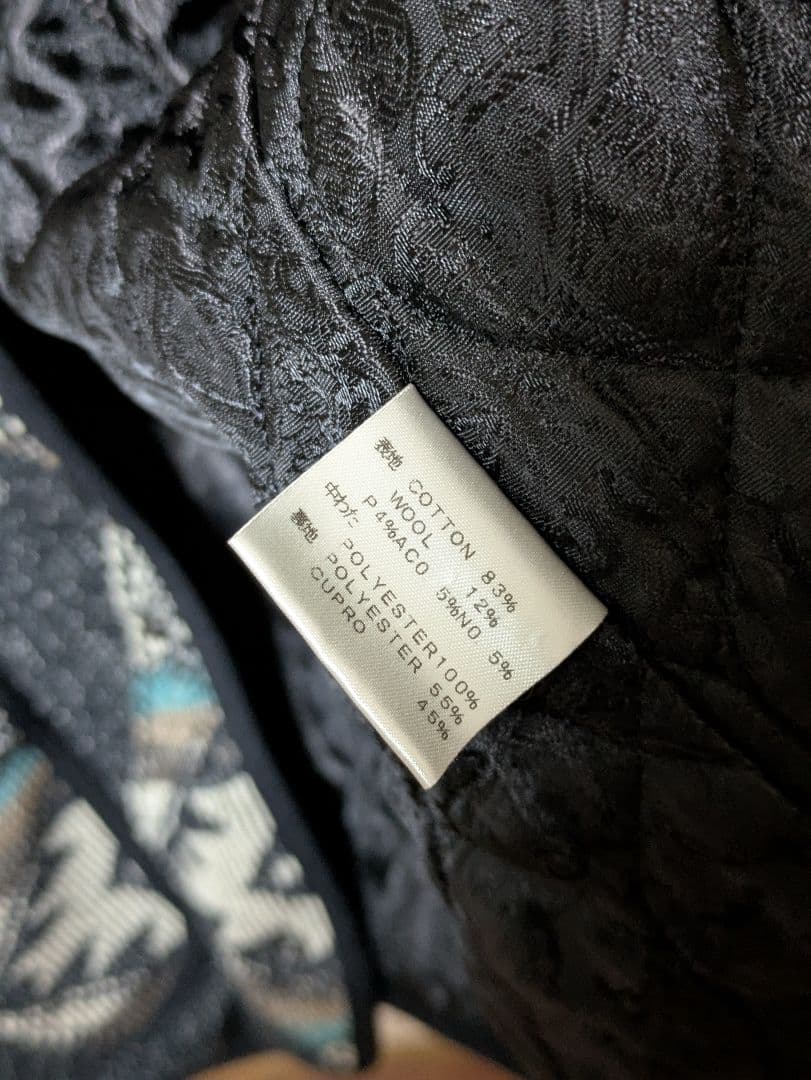 表地 COTTON 83%
WOOL 12%
P4%AC0 5%N0 5%
中わた POLYESTER100%
裏地 POLYESTER 55%
CUPRO 45%